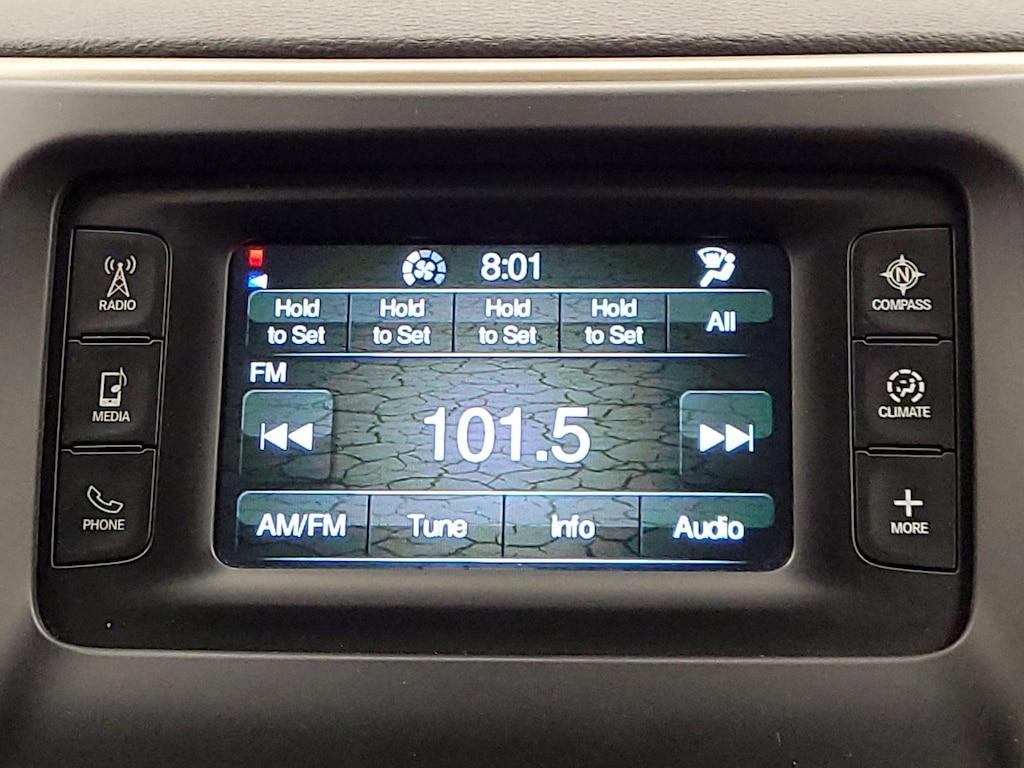 8:01
Hold
to Set
Hold
to Set
Hold
to Set
Hold
to Set
All
FM
101.5
AM/FM
Tune
Info
Audio
RADIO
MEDIA
PHONE
N
COMPASS
CLIMATE
MORE